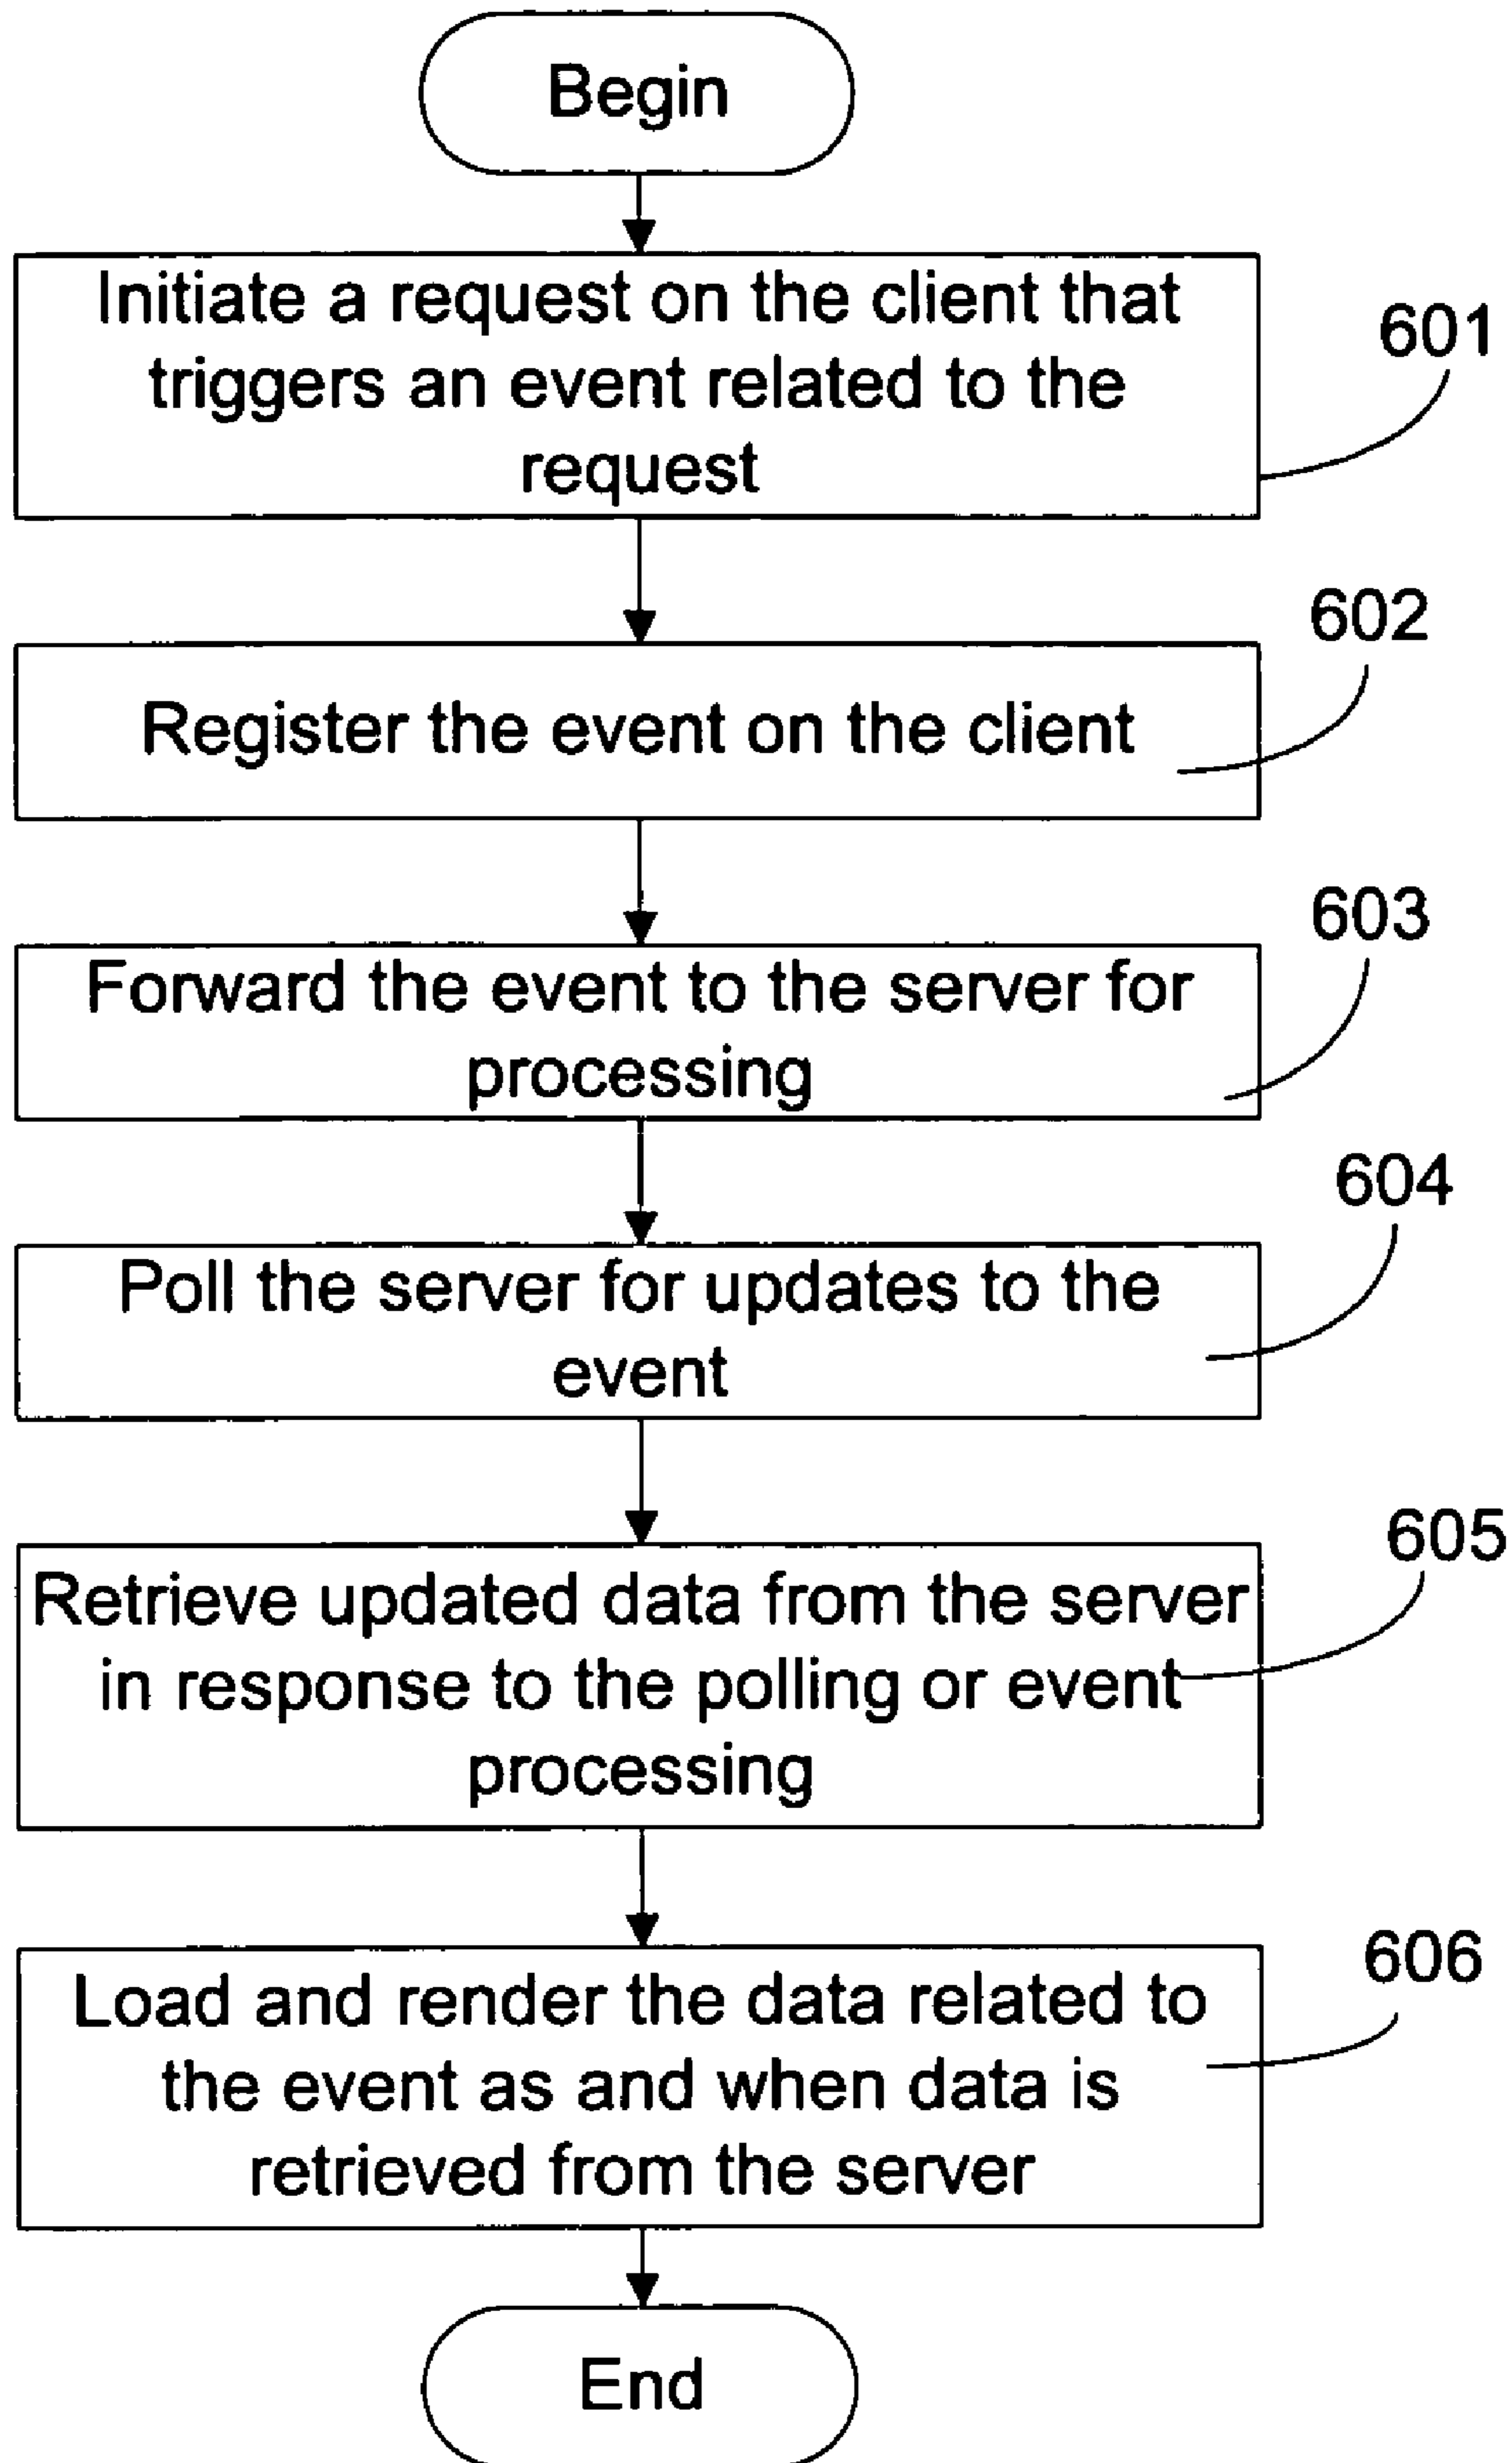 Begin
Initiate a request on the client that
triggers an event related to the
request
601
Register the event on the client
602
Forward the event to the server for
processing
603
Poll the server for updates to the
event
604
Retrieve updated data from the server
in response to the polling or event
processing
605
Load and render the data related to
the event as and when data is
retrieved from the server
606
End